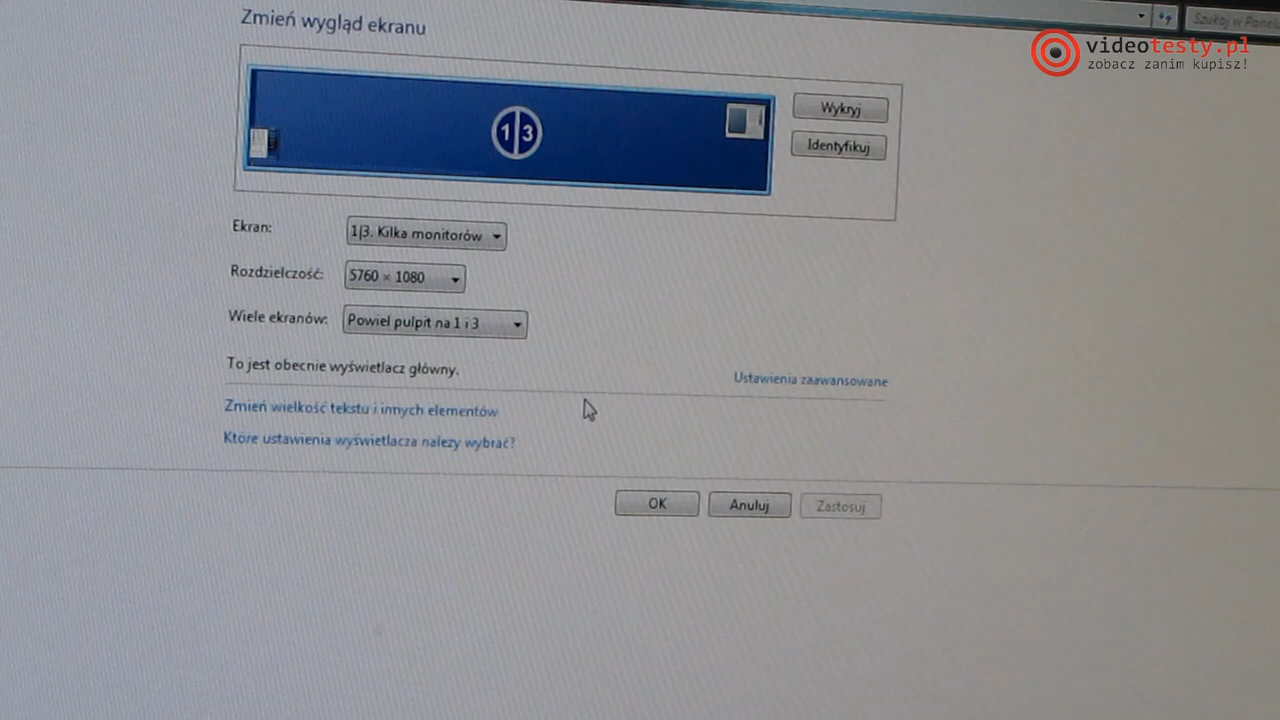 Szukaj w Panelu
videotesty.pl
zobacz zanim kupisz!
Zmień wygląd ekranu
1|3
Wykryj
Identyfikuj
Ekran:
1|3. Kilka monitorów
Rozdzielczość:
5760 × 1080
Wiele ekranów:
Powiel pulpit na 1 i 3
To jest obecnie wyświetlacz główny.
Ustawienia zaawansowane
Zmień wielkość tekstu i innych elementów
Które ustawienia wyświetlacza należy wybrać?
OK
Anuluj
Zastosuj